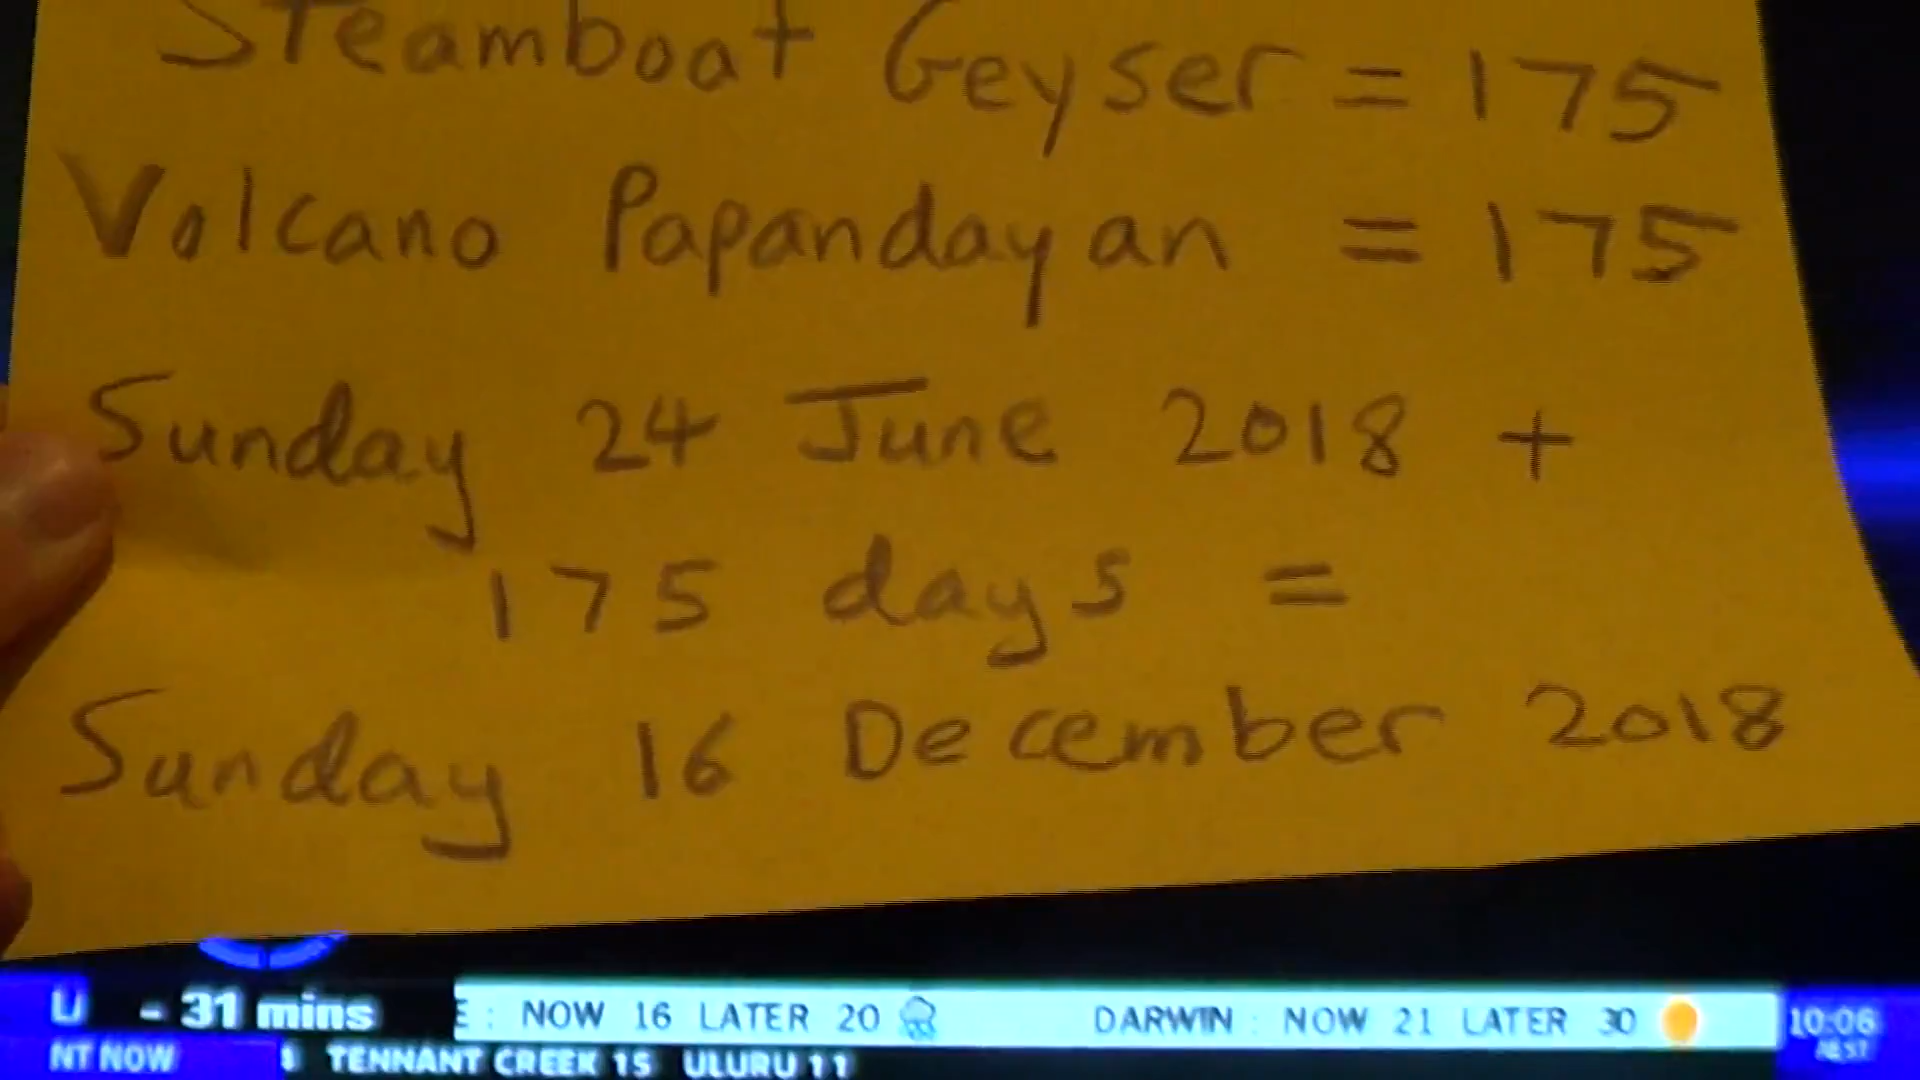 Steamboat Geyser = 175
Volcano Papandayan = 175
Sunday 24 June 2018 +
175 days =
Sunday 16 December 2018
- 31 mins
E : NOW 16 LATER 20 DARWIN : NOW 21 LATER 30
10:06
AEST
NT NOW
TENNANT CREEK 15 ULURU 11